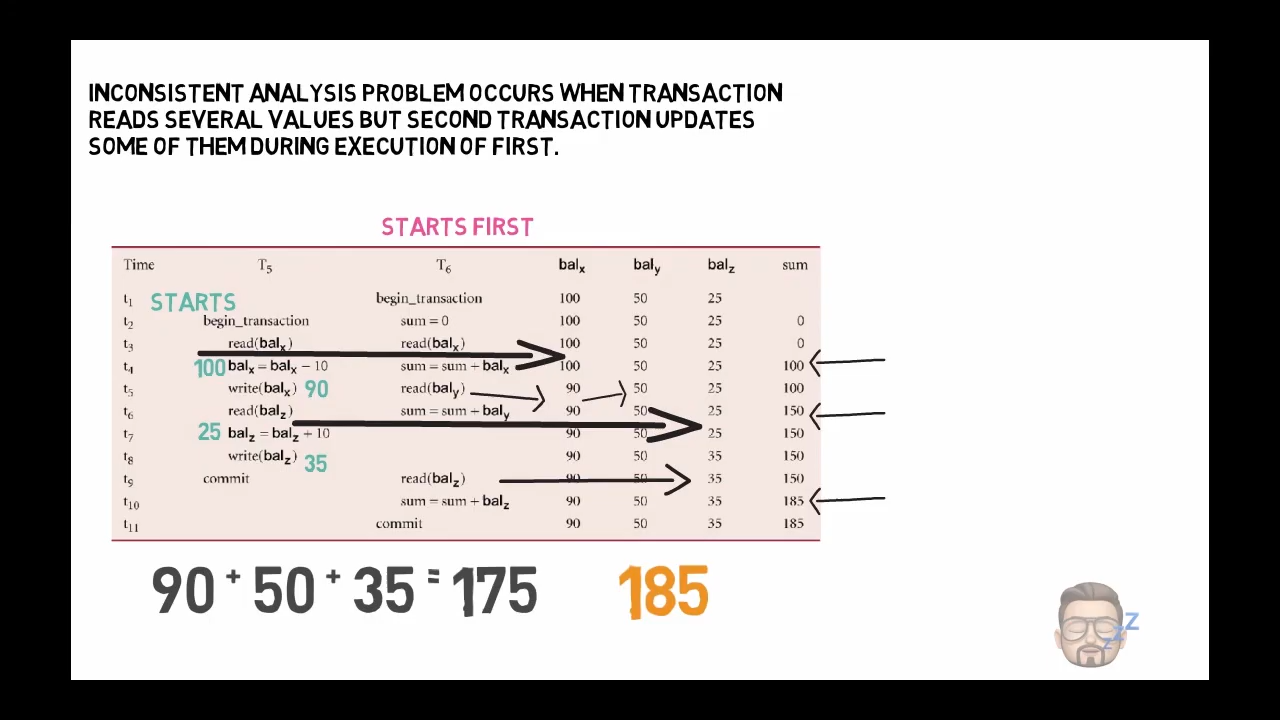 INCONSISTENT ANALYSIS PROBLEM OCCURS WHEN TRANSACTION
READS SEVERAL VALUES BUT SECOND TRANSACTION UPDATES
SOME OF THEM DURING EXECUTION OF FIRST.
STARTS FIRST
Time T5 T6 balx baly balz sum
t1 STARTS begin_transaction 100 50 25
t2 begin_transaction sum = 0 100 50 25 0
t3 read(balx) read(balx) 100 50 25 0
t4 100 balx = balx − 10 sum = sum + balx 100 50 25 100
t5 write(balx) 90 read(baly) 90 50 25 100
t6 read(balz) sum = sum + baly 90 50 25 150
t7 25 balz = balz + 10 90 50 25 150
t8 write(balz) 35 90 50 35 150
t9 commit read(balz) 90 50 35 150
t10 sum = sum + balz 90 50 35 185
t11 commit 90 50 35 185
90 + 50 + 35 = 175 185
z z Z